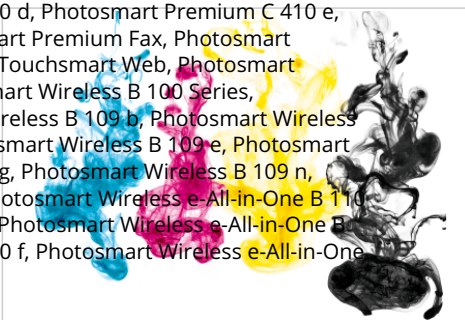 0 d, Photosmart Premium C 410 e,
art Premium Fax, Photosmart
Touchsmart Web, Photosmart
art Wireless B 100 Series,
reless B 109 b, Photosmart Wireless
smart Wireless B 109 e, Photosmart
g, Photosmart Wireless B 109 n,
otosmart Wireless e-All-in-One B 110
Photosmart Wireless e-All-in-One B
0 f, Photosmart Wireless e-All-in-One